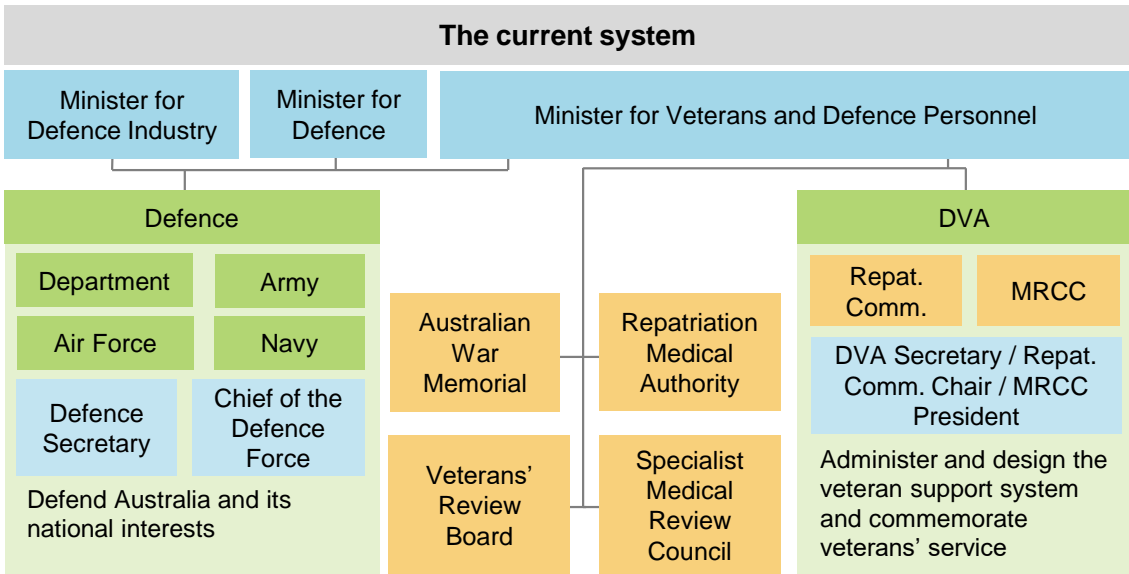 The current system
Minister for
Defence Industry
Minister for
Defence
Minister for Veterans and Defence Personnel
Defence
Department
Army
Air Force
Navy
Defence
Secretary
Chief of the
Defence
Force
Defend Australia and its
national interests
Australian
War
Memorial
Repatriation
Medical
Authority
Veterans’
Review
Board
Specialist
Medical
Review
Council
DVA
Repat.
Comm.
MRCC
DVA Secretary / Repat.
Comm. Chair / MRCC
President
Administer and design the
veteran support system
and commemorate
veterans’ service